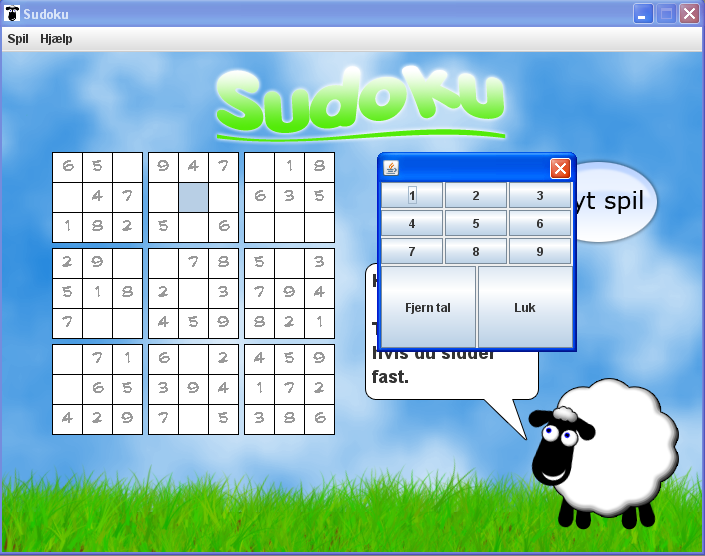 Sudoku
Spil Hjælp
Sudoku
6 5 9 4 7 1 8
4 7 6 3 5
1 8 2 5 6
2 9 7 8 5 3
5 1 8 2 3 7 9 4
7 4 5 9 8 2 1
7 1 6 2 4 5 9
6 5 3 9 4 1 7 2
4 2 9 7 5 3 8 6
1 2 3
4 5 6
7 8 9
Fjern tal Luk
yt spil
hvis du sidder
fast.